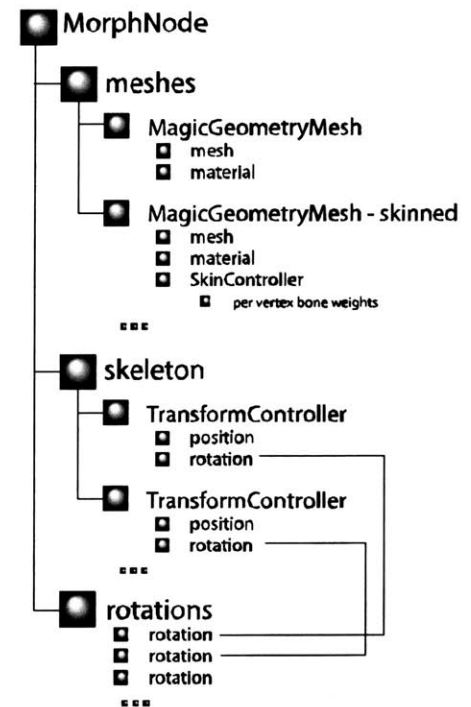 MorphNode
meshes
MagicGeometryMesh
mesh
material
MagicGeometryMesh - skinned
mesh
material
SkinController
per vertex bone weights
skeleton
TransformController
position
rotation
TransformController
position
rotation
rotations
rotation
rotation
rotation